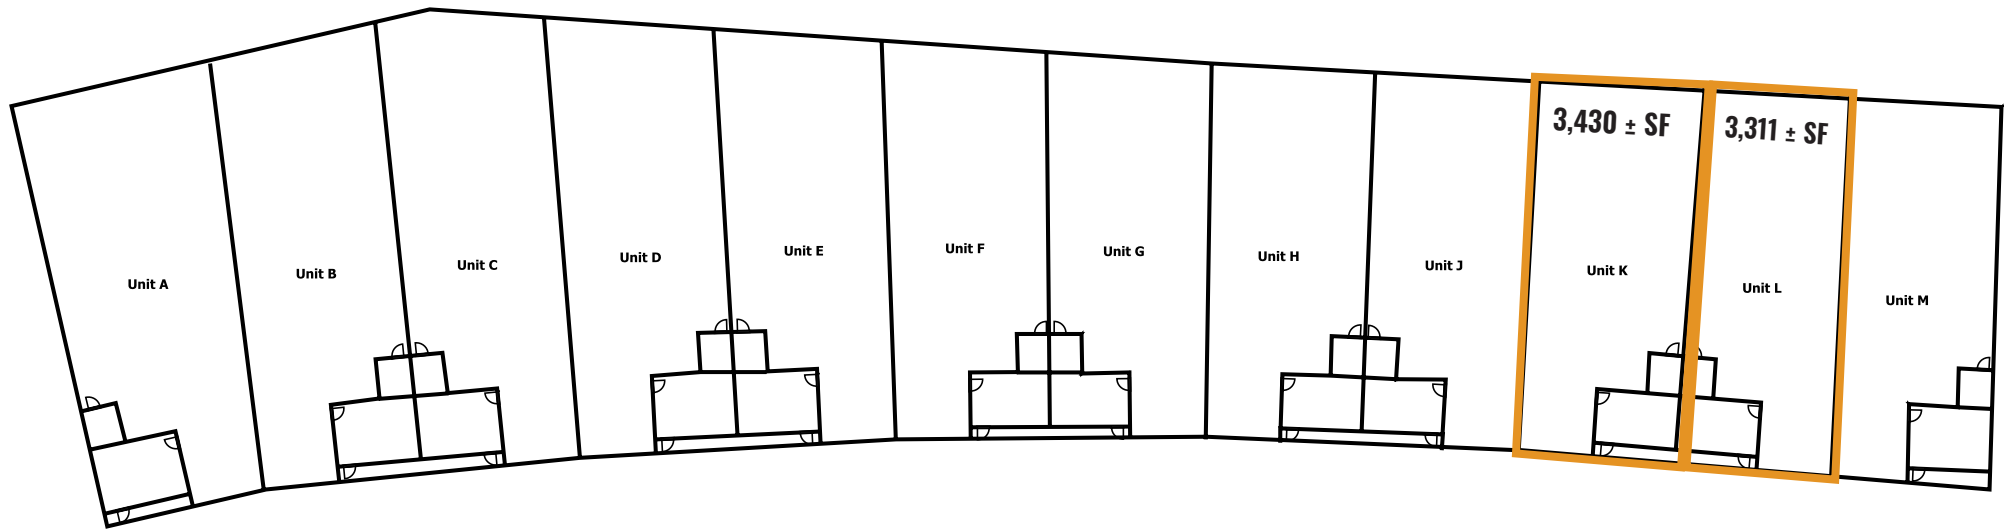 3,430 ± SF
3,311 ± SF
Unit A
Unit B
Unit C
Unit D
Unit E
Unit F
Unit G
Unit H
Unit J
Unit K
Unit L
Unit M